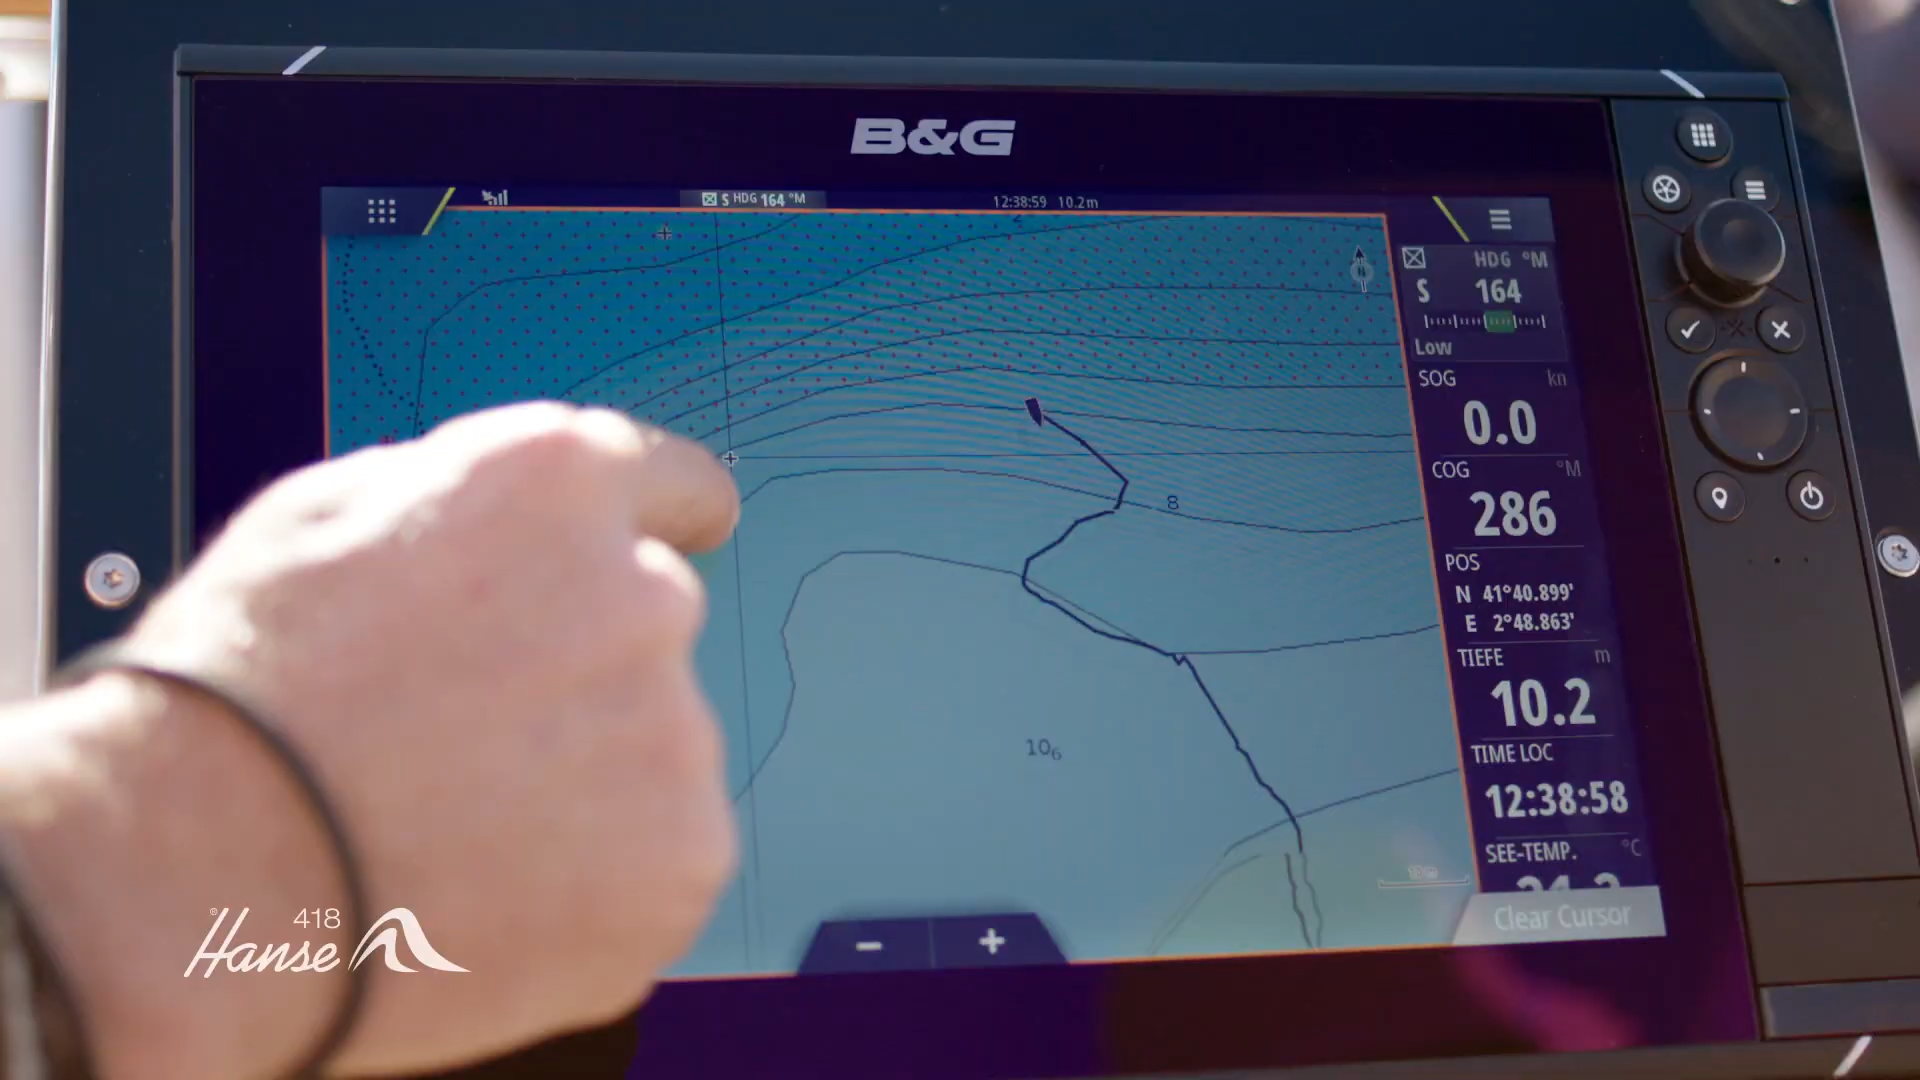 B&G
S HDG 164 °M
12:38:59 10.2m
2
N
HDG °M
S 164
Low
SOG kn
0.0
COG °M
286
POS
N 41°40.899'
E 2°48.863'
TIEFE m
10.2
TIME LOC
12:38:58
SEE-TEMP. °C
Clear Cursor
8
10₆
- +
418
Hanse®